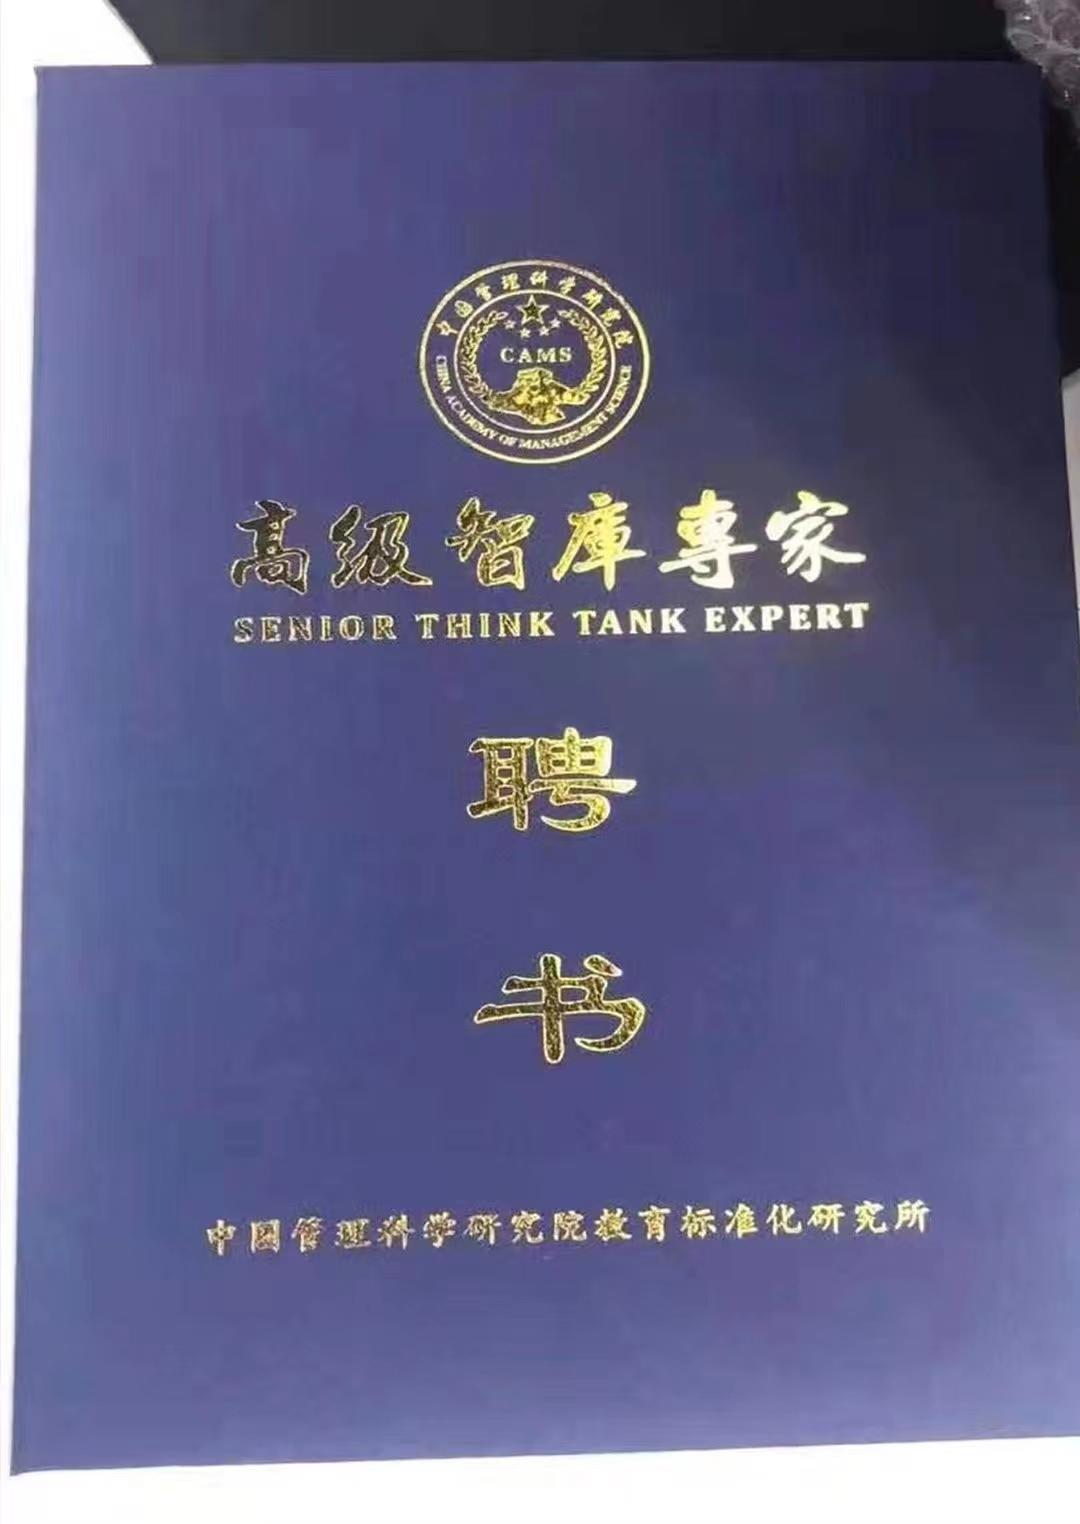 中国管理科学研究院
CAMS
CHINA ACADEMY OF MANAGEMENT SCIENCE
高级智库專家
SENIOR THINK TANK EXPERT
聘
书
中国管理科学研究院教育标准化研究所